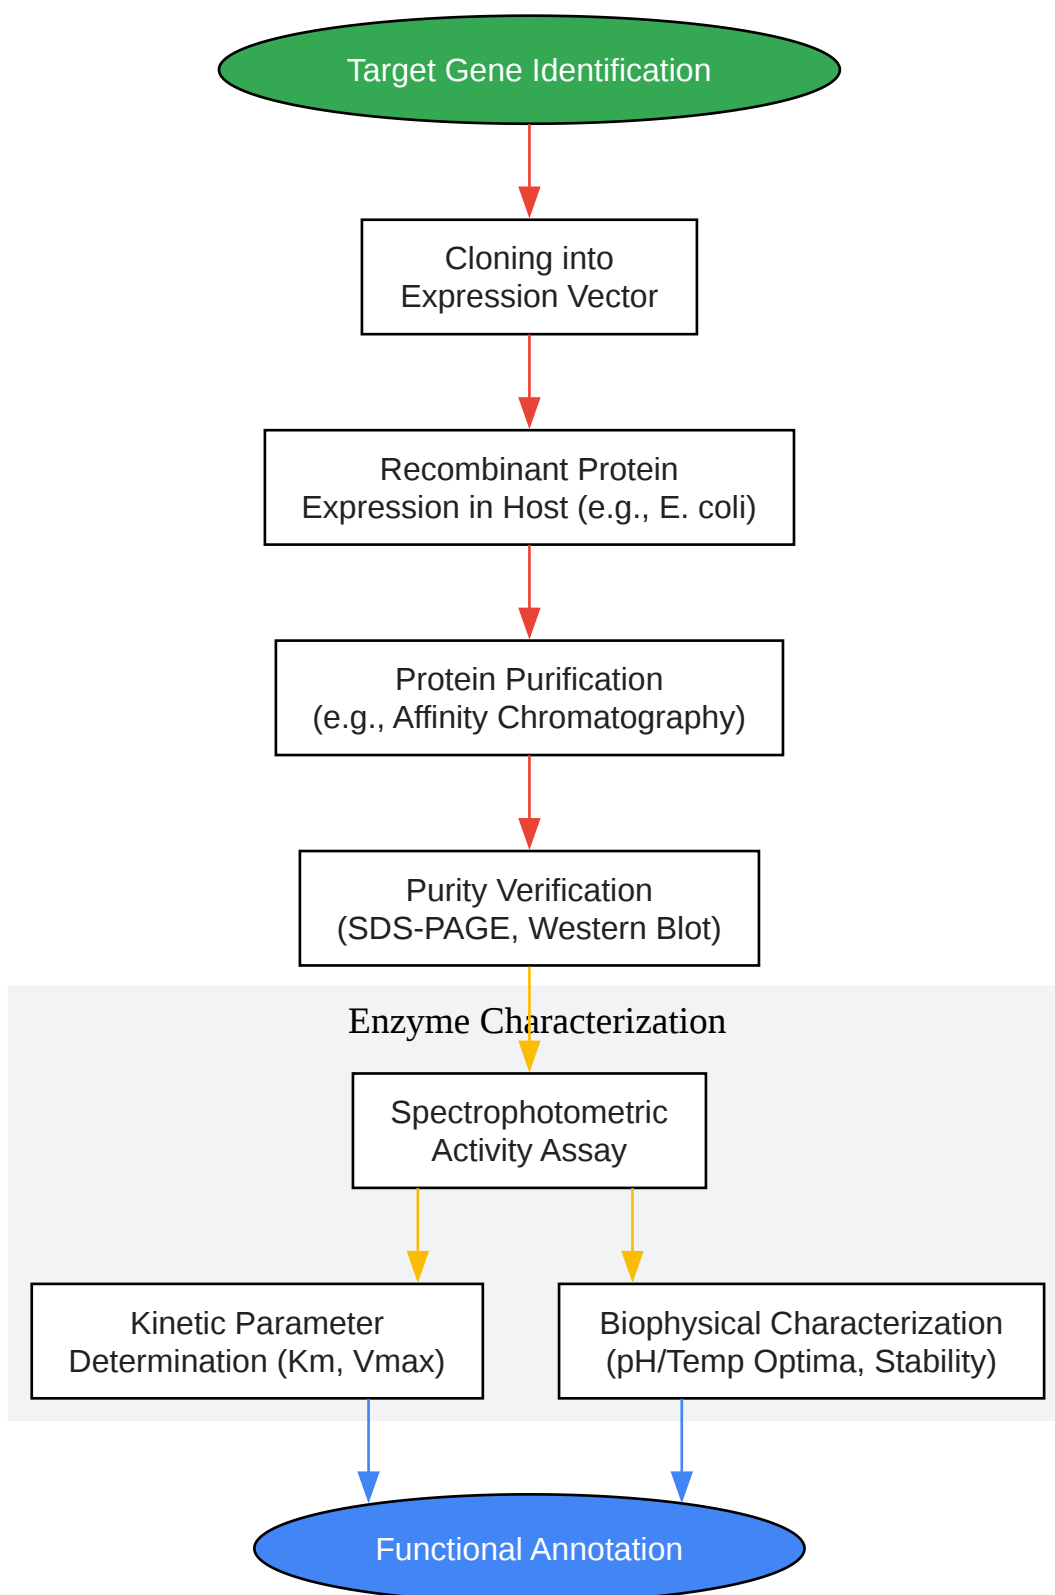 Target Gene Identification
Cloning into
Expression Vector
Recombinant Protein
Expression in Host (e.g., E. coli)
Protein Purification
(e.g., Affinity Chromatography)
Purity Verification
(SDS-PAGE, Western Blot)
Enzyme Characterization
Spectrophotometric
Activity Assay
Kinetic Parameter
Determination (Km, Vmax)
Biophysical Characterization
(pH/Temp Optima, Stability)
Functional Annotation